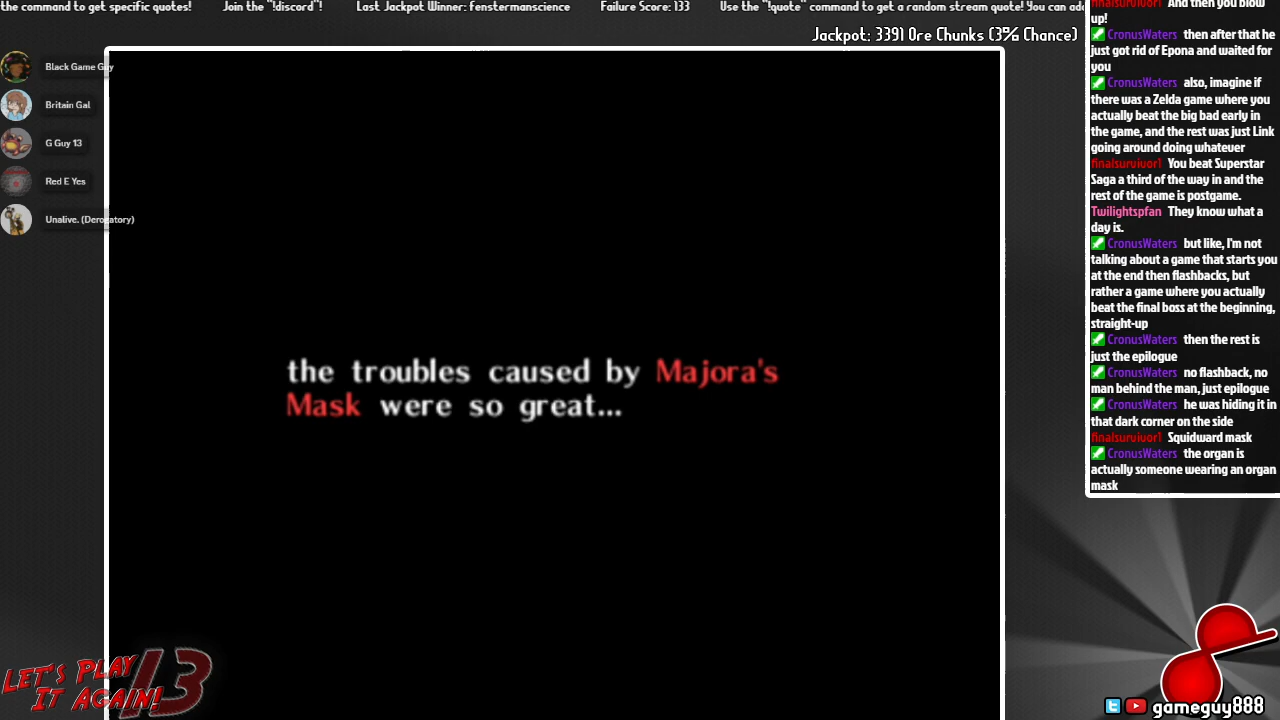 the command to get specific quotes! Join the "!discord"! Last Jackpot Winner: fenstermanscience Failure Score: 133 Use the "!quote" command to get a random stream quote! You can add
Jackpot: 3391 Ore Chunks (3% Chance)
Black Game Guy
Britain Gal
G Guy 13
Red E Yes
Unalive. (Derogatory)
the troubles caused by Majora's
Mask were so great...
finalsurvivor1 And then you blow
up!
CronusWaters then after that he
just got rid of Epona and waited for
you
CronusWaters also, imagine if
there was a Zelda game where you
actually beat the big bad early in
the game, and the rest was just Link
going around doing whatever
finalsurvivor1 You beat Superstar
Saga a third of the way in and the
rest of the game is postgame.
Twilightspfan They know what a
day is.
CronusWaters but like, I'm not
talking about a game that starts you
at the end then flashbacks, but
rather a game where you actually
beat the final boss at the beginning,
straight-up
CronusWaters then the rest is
just the epilogue
CronusWaters no flashback, no
man behind the man, just epilogue
CronusWaters he was hiding it in
that dark corner on the side
finalsurvivor1 Squidward mask
CronusWaters the organ is
actually someone wearing an organ
mask
LET'S PLAY
IT AGAIN!
13
gameguy888